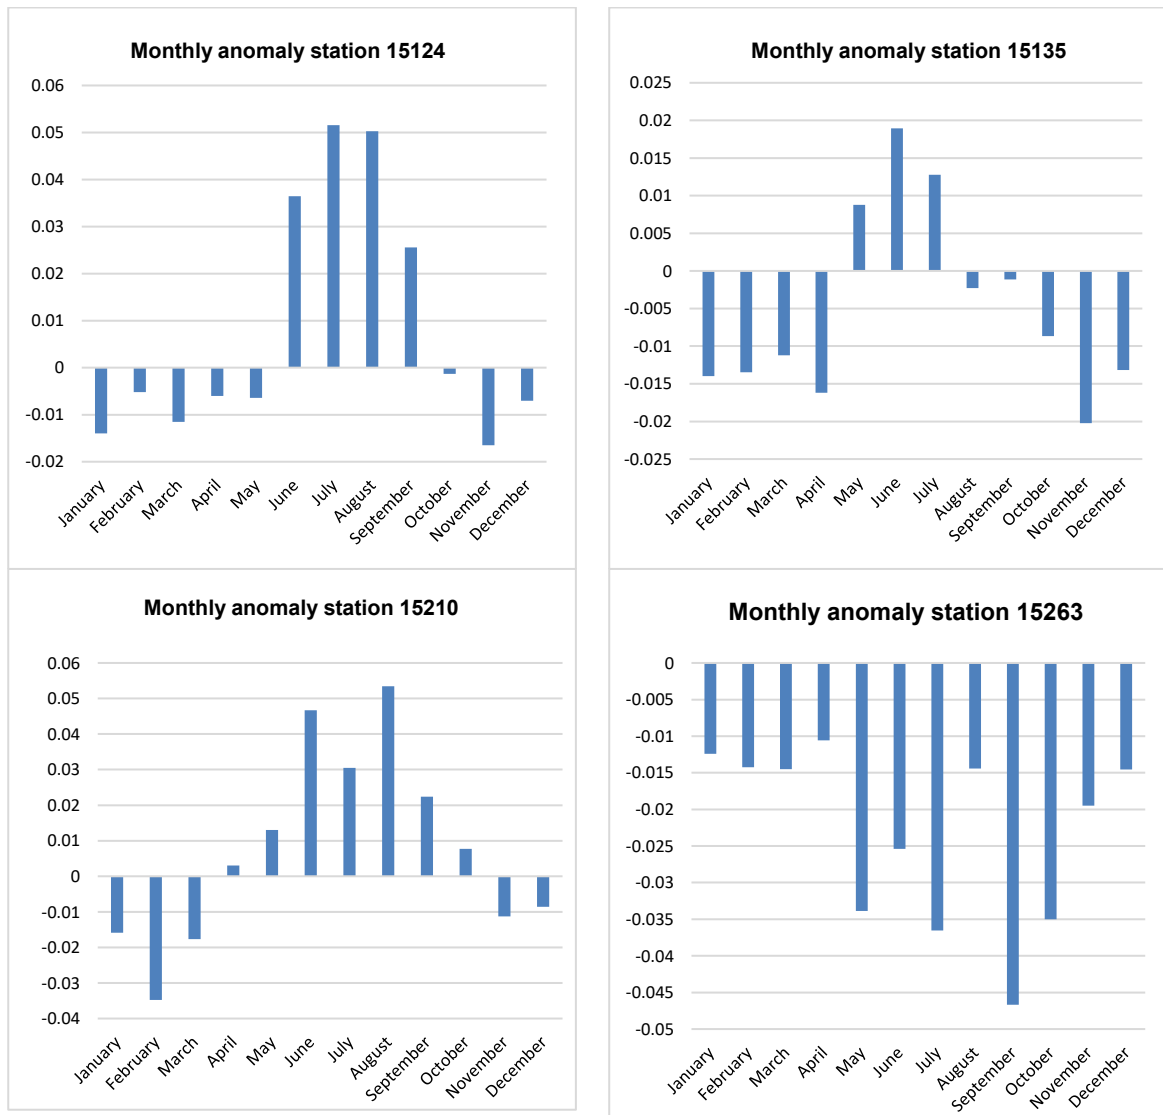 Monthly anomaly station 15124
0.06
0.05
0.04
0.03
0.02
0.01
0
-0.01
-0.02
January
February
March
April
May
June
July
August
September
October
November
December
Monthly anomaly station 15135
0.025
0.02
0.015
0.01
0.005
0
-0.005
-0.01
-0.015
-0.02
-0.025
January
February
March
April
May
June
July
August
September
October
November
December
Monthly anomaly station 15210
0.06
0.05
0.04
0.03
0.02
0.01
0
-0.01
-0.02
-0.03
-0.04
January
February
March
April
May
June
July
August
September
October
November
December
Monthly anomaly station 15263
0
-0.005
-0.01
-0.015
-0.02
-0.025
-0.03
-0.035
-0.04
-0.045
-0.05
January
February
March
April
May
June
July
August
September
October
November
December